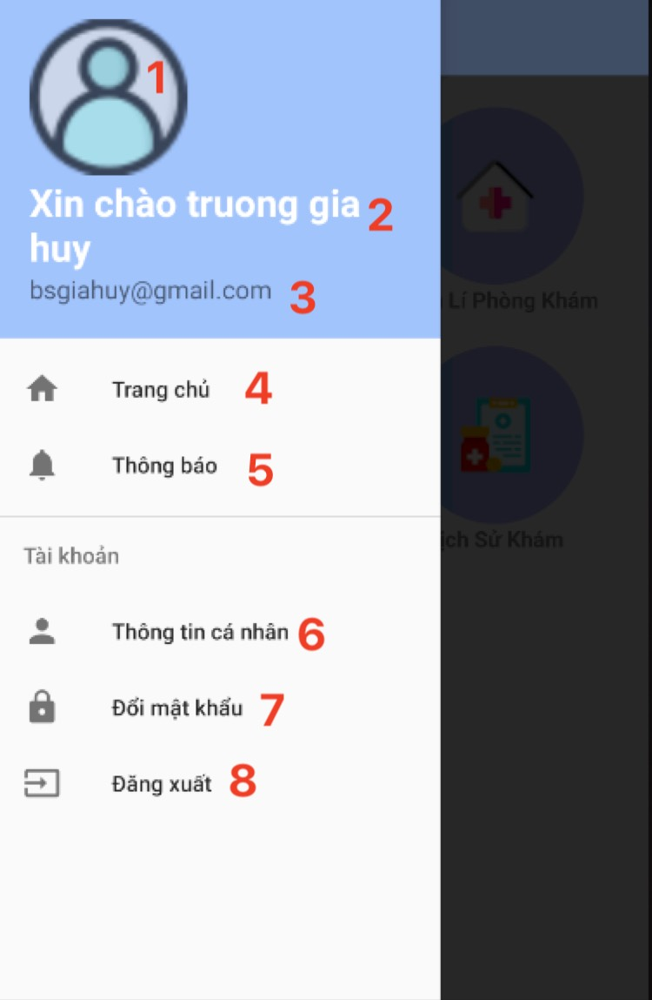 1
Xin chào truong gia 2
huy
bsgiahuy@gmail.com 3
Lí Phòng Khám
Trang chủ 4
Thông báo 5
Sử Khám
Tài khoản
Thông tin cá nhân 6
Đổi mật khẩu 7
Đăng xuất 8